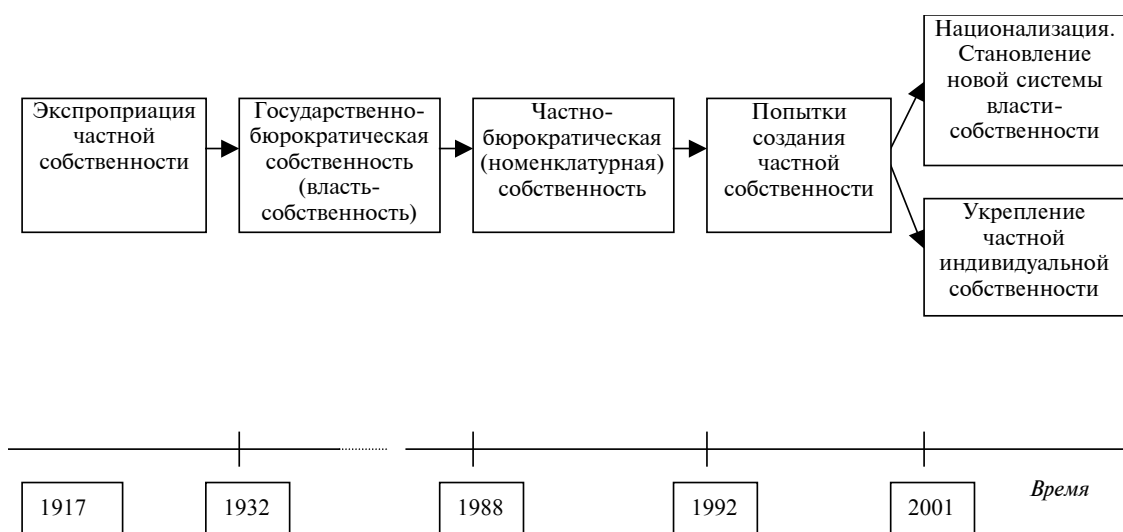 Экспроприация
частной
собственности
Государственно-
бюрократическая
собственность
(власть-
собственность)
Частно-
бюрократическая
(номенклатурная)
собственность
Попытки
создания
частной
собственности
Национализация.
Становление
новой системы
власти-
собственности
Укрепление
частной
индивидуальной
собственности
1917
1932
1988
1992
2001
Время